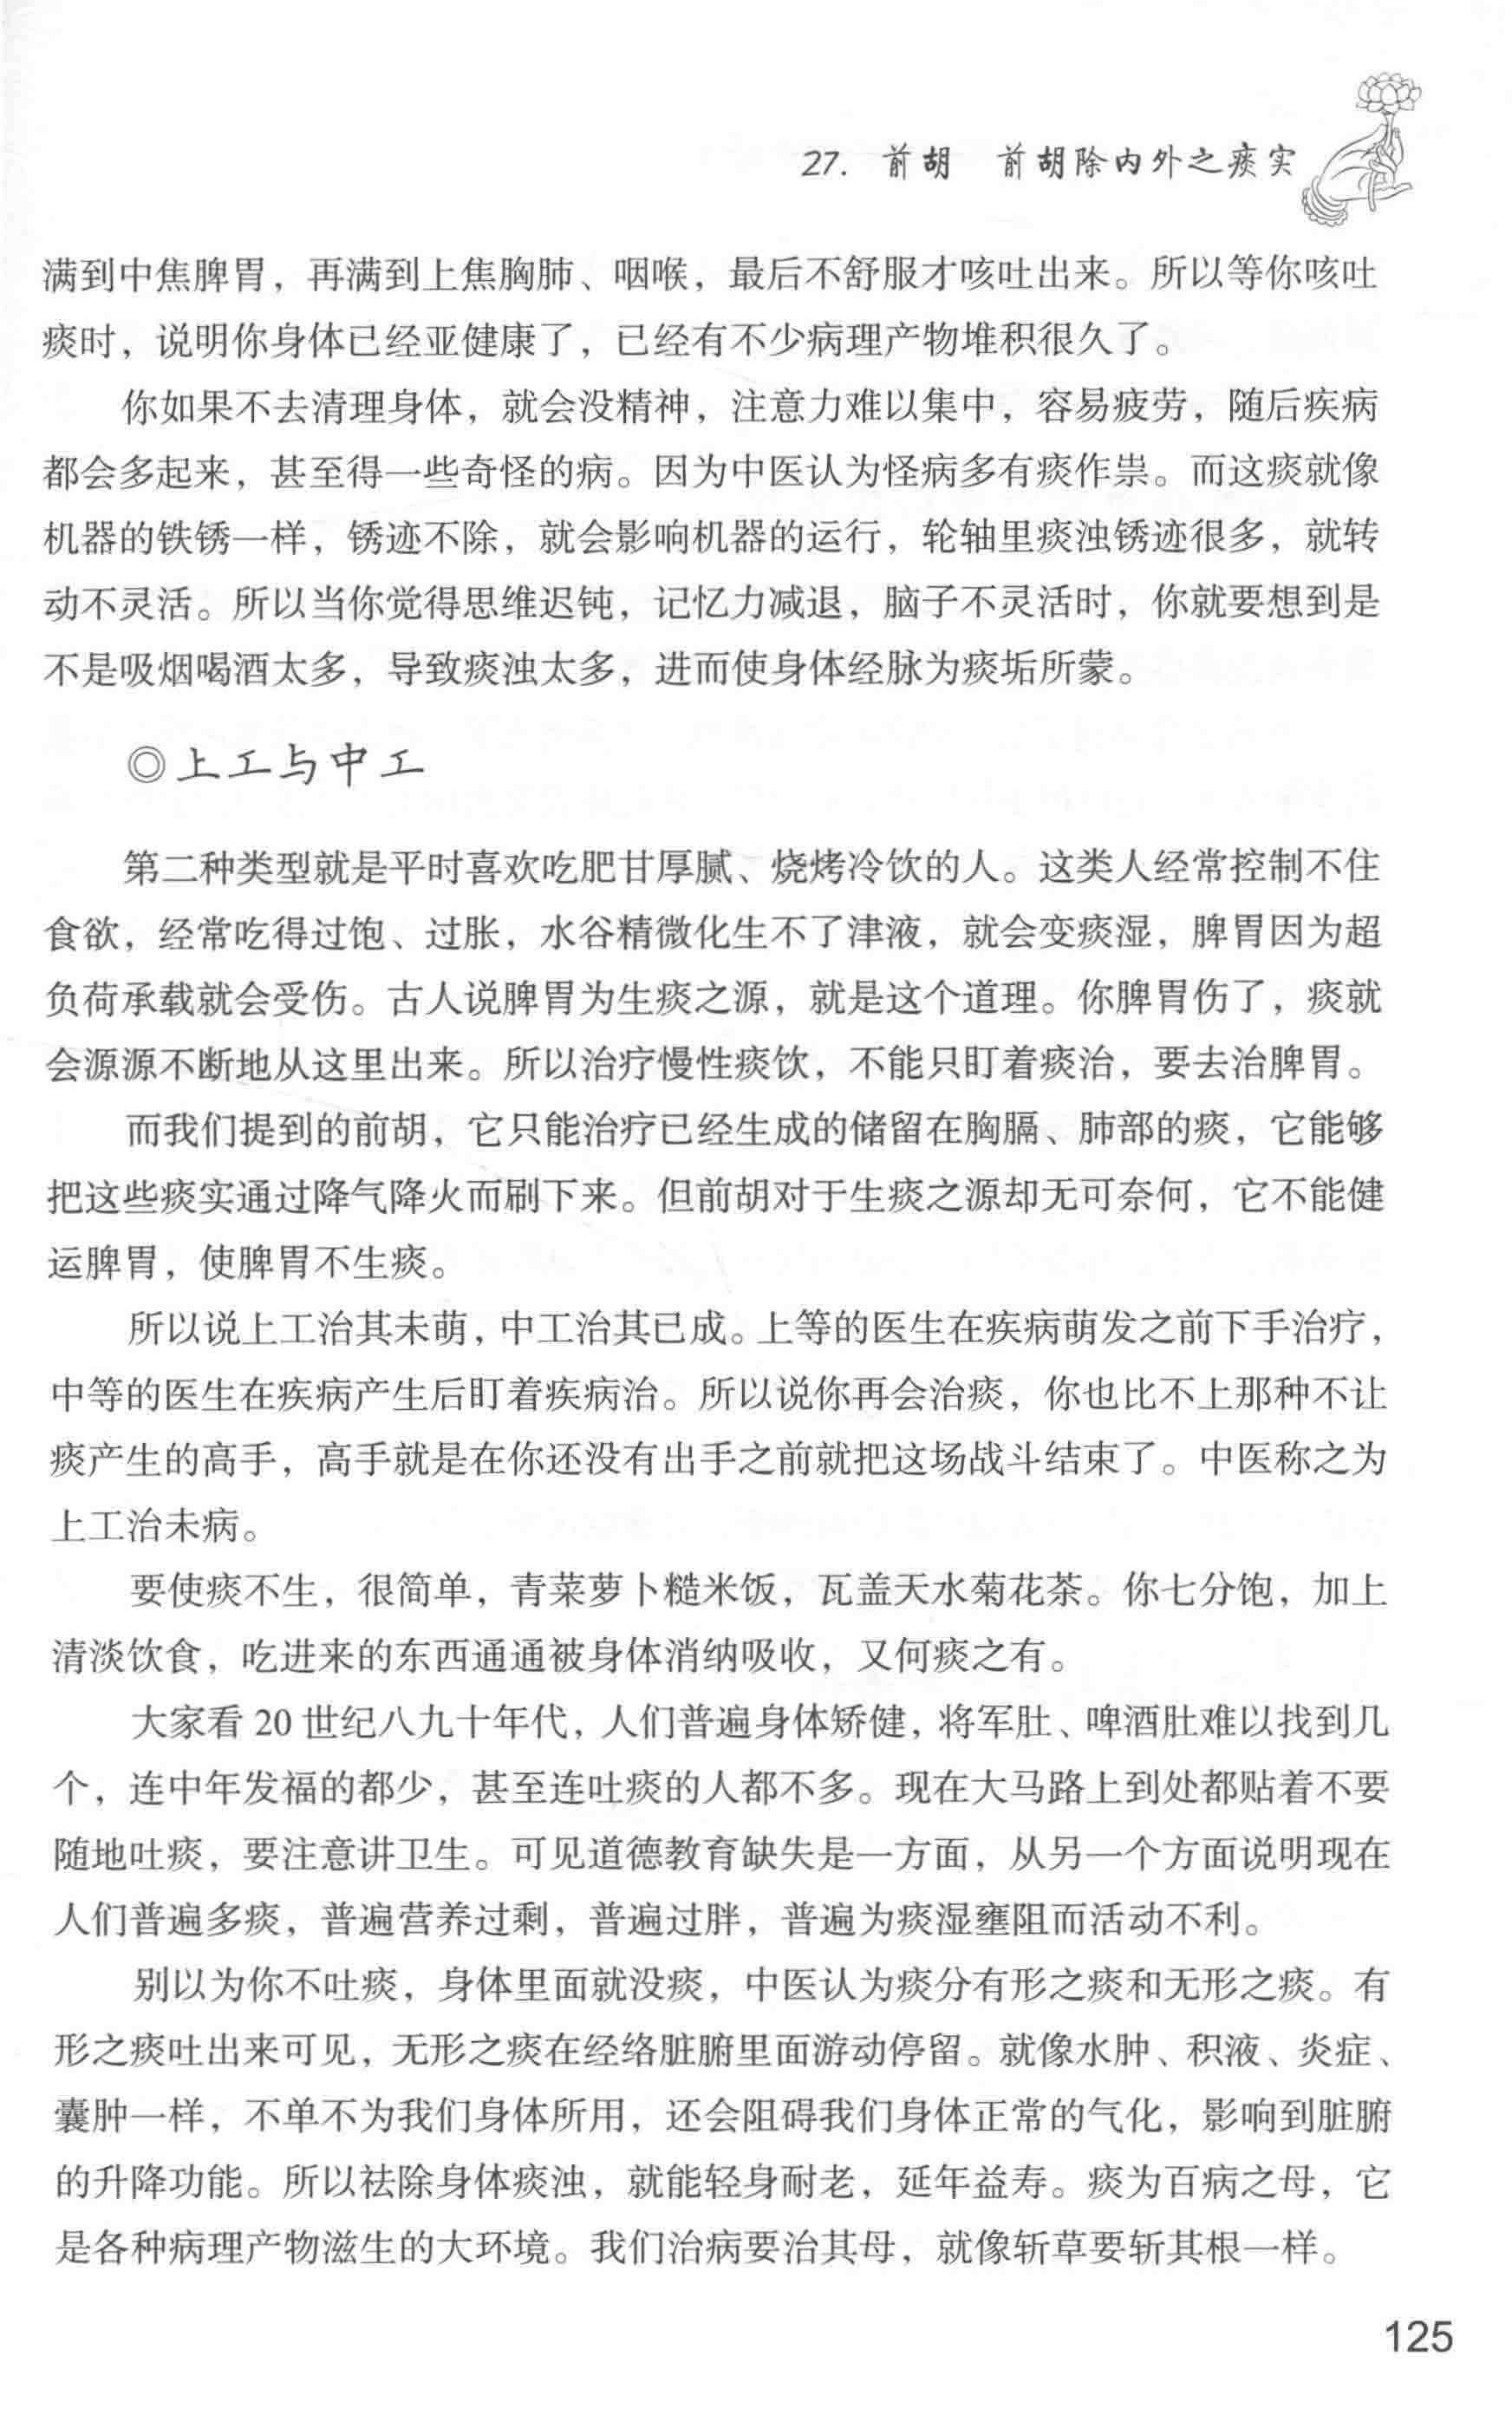 27. 前胡 前胡除内外之痰实
满到中焦脾胃，再满到上焦胸肺、咽喉，最后不舒服才咳吐出来。所以等你咳吐
痰时，说明你身体已经亚健康了，已经有不少病理产物堆积很久了。
你如果不去清理身体，就会没精神，注意力难以集中，容易疲劳，随后疾病
都会多起来，甚至得一些奇怪的病。因为中医认为怪病多有痰作祟。而这痰就像
机器的铁锈一样，锈迹不除，就会影响机器的运行，轮轴里痰浊锈迹很多，就转
动不灵活。所以当你觉得思维迟钝，记忆力减退，脑子不灵活时，你就要想到是
不是吸烟喝酒太多，导致痰浊太多，进而使身体经脉为痰垢所蒙。
◎上工与中工
第二种类型就是平时喜欢吃肥甘厚腻、烧烤冷饮的人。这类人经常控制不住
食欲，经常吃得过饱、过胀，水谷精微化生不了津液，就会变痰湿，脾胃因为超
负荷承载就会受伤。古人说脾胃为生痰之源，就是这个道理。你脾胃伤了，痰就
会源源不断地从这里出来。所以治疗慢性痰饮，不能只盯着痰治，要去治脾胃。
而我们提到的前胡，它只能治疗已经生成的储留在胸膈、肺部的痰，它能够
把这些痰实通过降气降火而刷下来。但前胡对于生痰之源却无可奈何，它不能健
运脾胃，使脾胃不生痰。
所以说上工治其未萌，中工治其已成。上等的医生在疾病萌发之前下手治疗，
中等的医生在疾病产生后盯着疾病治。所以说你再会治痰，你也比不上那种不让
痰产生的高手，高手就是在你还没有出手之前就把这场战斗结束了。中医称之为
上工治未病。
要使痰不生，很简单，青菜萝卜糙米饭，瓦盖天水菊花茶。你七分饱，加上
清淡饮食，吃进来的东西通通被身体消纳吸收，又何痰之有。
大家看 20 世纪八九十年代，人们普遍身体矫健，将军肚、啤酒肚难以找到几
个，连中年发福的都少，甚至连吐痰的人都不多。现在大马路上到处都贴着不要
随地吐痰，要注意讲卫生。可见道德教育缺失是一方面，从另一个方面说明现在
人们普遍多痰，普遍营养过剩，普遍过胖，普遍为痰湿壅阻而活动不利。
别以为你不吐痰，身体里面就没痰，中医认为痰分有形之痰和无形之痰。有
形之痰吐出来可见，无形之痰在经络脏腑里面游动停留。就像水肿、积液、炎症、
囊肿一样，不单不为我们身体所用，还会阻碍我们身体正常的气化，影响到脏腑
的升降功能。所以祛除身体痰浊，就能轻身耐老，延年益寿。痰为百病之母，它
是各种病理产物滋生的大环境。我们治病要治其母，就像斩草要斩其根一样。
125